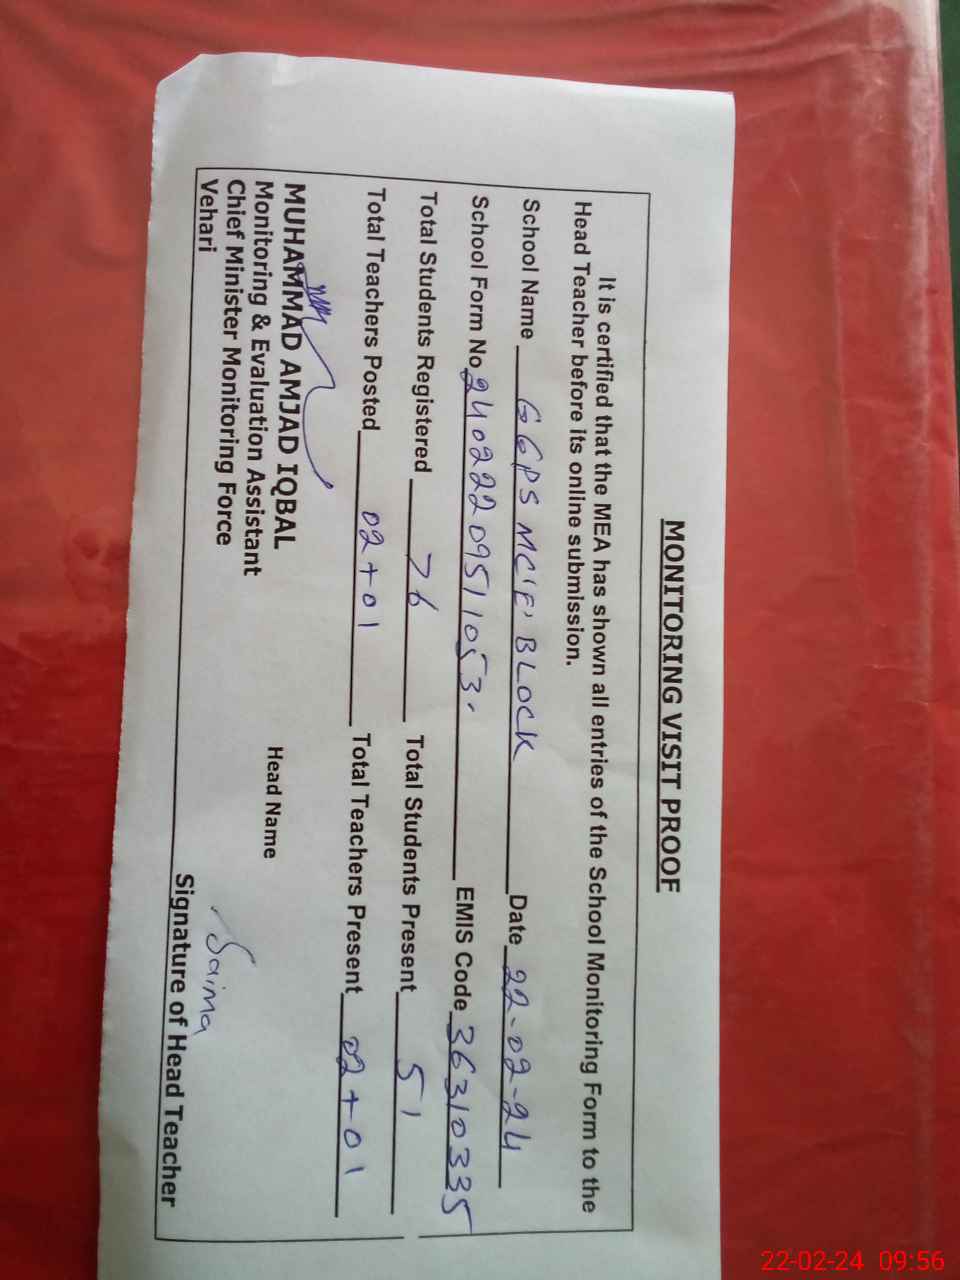 MONITORING VISIT PROOF
It is certified that the MEA has shown all entries of the School Monitoring Form to the
Head Teacher before its online submission.
School Name GGPS MC 'E' BLOCK Date 22-02-24
School Form No 24022209511053. EMIS Code 36310335
Total Students Registered 76 Total Students Present 51
Total Teachers Posted 02+01 Total Teachers Present 02+01
MUHAMMAD AMJAD IQBAL
Monitoring & Evaluation Assistant
Chief Minister Monitoring Force
Vehari
Head Name
Saima
Signature of Head Teacher
22-02-24 09:56